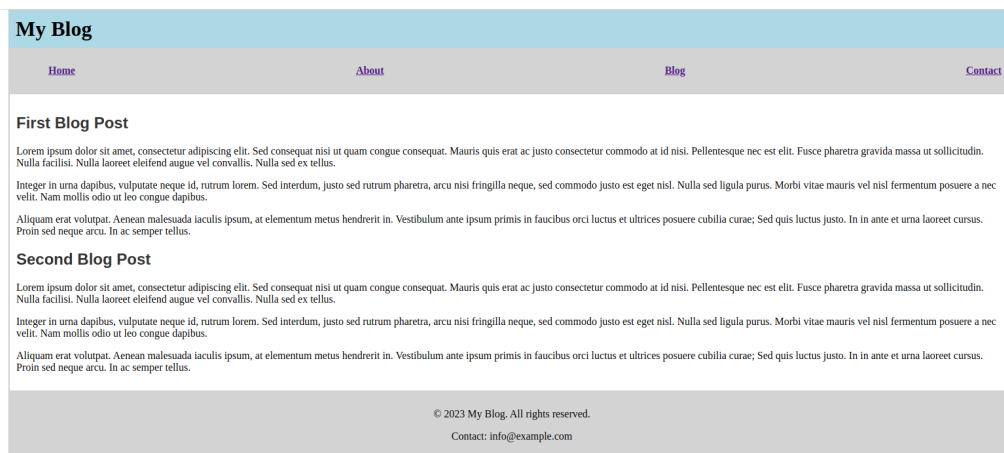 My Blog
Home About Blog Contact
First Blog Post
Lorem ipsum dolor sit amet, consectetur adipiscing elit. Sed consequat nisi ut quam congue consequat. Mauris quis erat ac justo consectetur commodo at id nisi. Pellentesque nec est elit. Fusce pharetra gravida massa ut sollicitudin.
Nulla facilisi. Nulla laoreet eleifend augue vel convallis. Nulla sed ex tellus.
Integer in urna dapibus, vulputate neque id, rutrum lorem. Sed interdum, justo sed rutrum pharetra, arcu nisi fringilla neque, sed commodo justo est eget nisl. Nulla sed ligula purus. Morbi vitae mauris vel nisl fermentum posuere a nec
velit. Nam mollis odio ut leo congue dapibus.
Aliquam erat volutpat. Aenean malesuada iaculis ipsum, at elementum metus hendrerit in. Vestibulum ante ipsum primis in faucibus orci luctus et ultrices posuere cubilia curae; Sed quis luctus justo. In in ante et urna laoreet cursus.
Proin sed neque arcu. In ac semper tellus.
Second Blog Post
Lorem ipsum dolor sit amet, consectetur adipiscing elit. Sed consequat nisi ut quam congue consequat. Mauris quis erat ac justo consectetur commodo at id nisi. Pellentesque nec est elit. Fusce pharetra gravida massa ut sollicitudin.
Nulla facilisi. Nulla laoreet eleifend augue vel convallis. Nulla sed ex tellus.
Integer in urna dapibus, vulputate neque id, rutrum lorem. Sed interdum, justo sed rutrum pharetra, arcu nisi fringilla neque, sed commodo justo est eget nisl. Nulla sed ligula purus. Morbi vitae mauris vel nisl fermentum posuere a nec
velit. Nam mollis odio ut leo congue dapibus.
Aliquam erat volutpat. Aenean malesuada iaculis ipsum, at elementum metus hendrerit in. Vestibulum ante ipsum primis in faucibus orci luctus et ultrices posuere cubilia curae; Sed quis luctus justo. In in ante et urna laoreet cursus.
Proin sed neque arcu. In ac semper tellus.
© 2023 My Blog. All rights reserved.
Contact: info@example.com